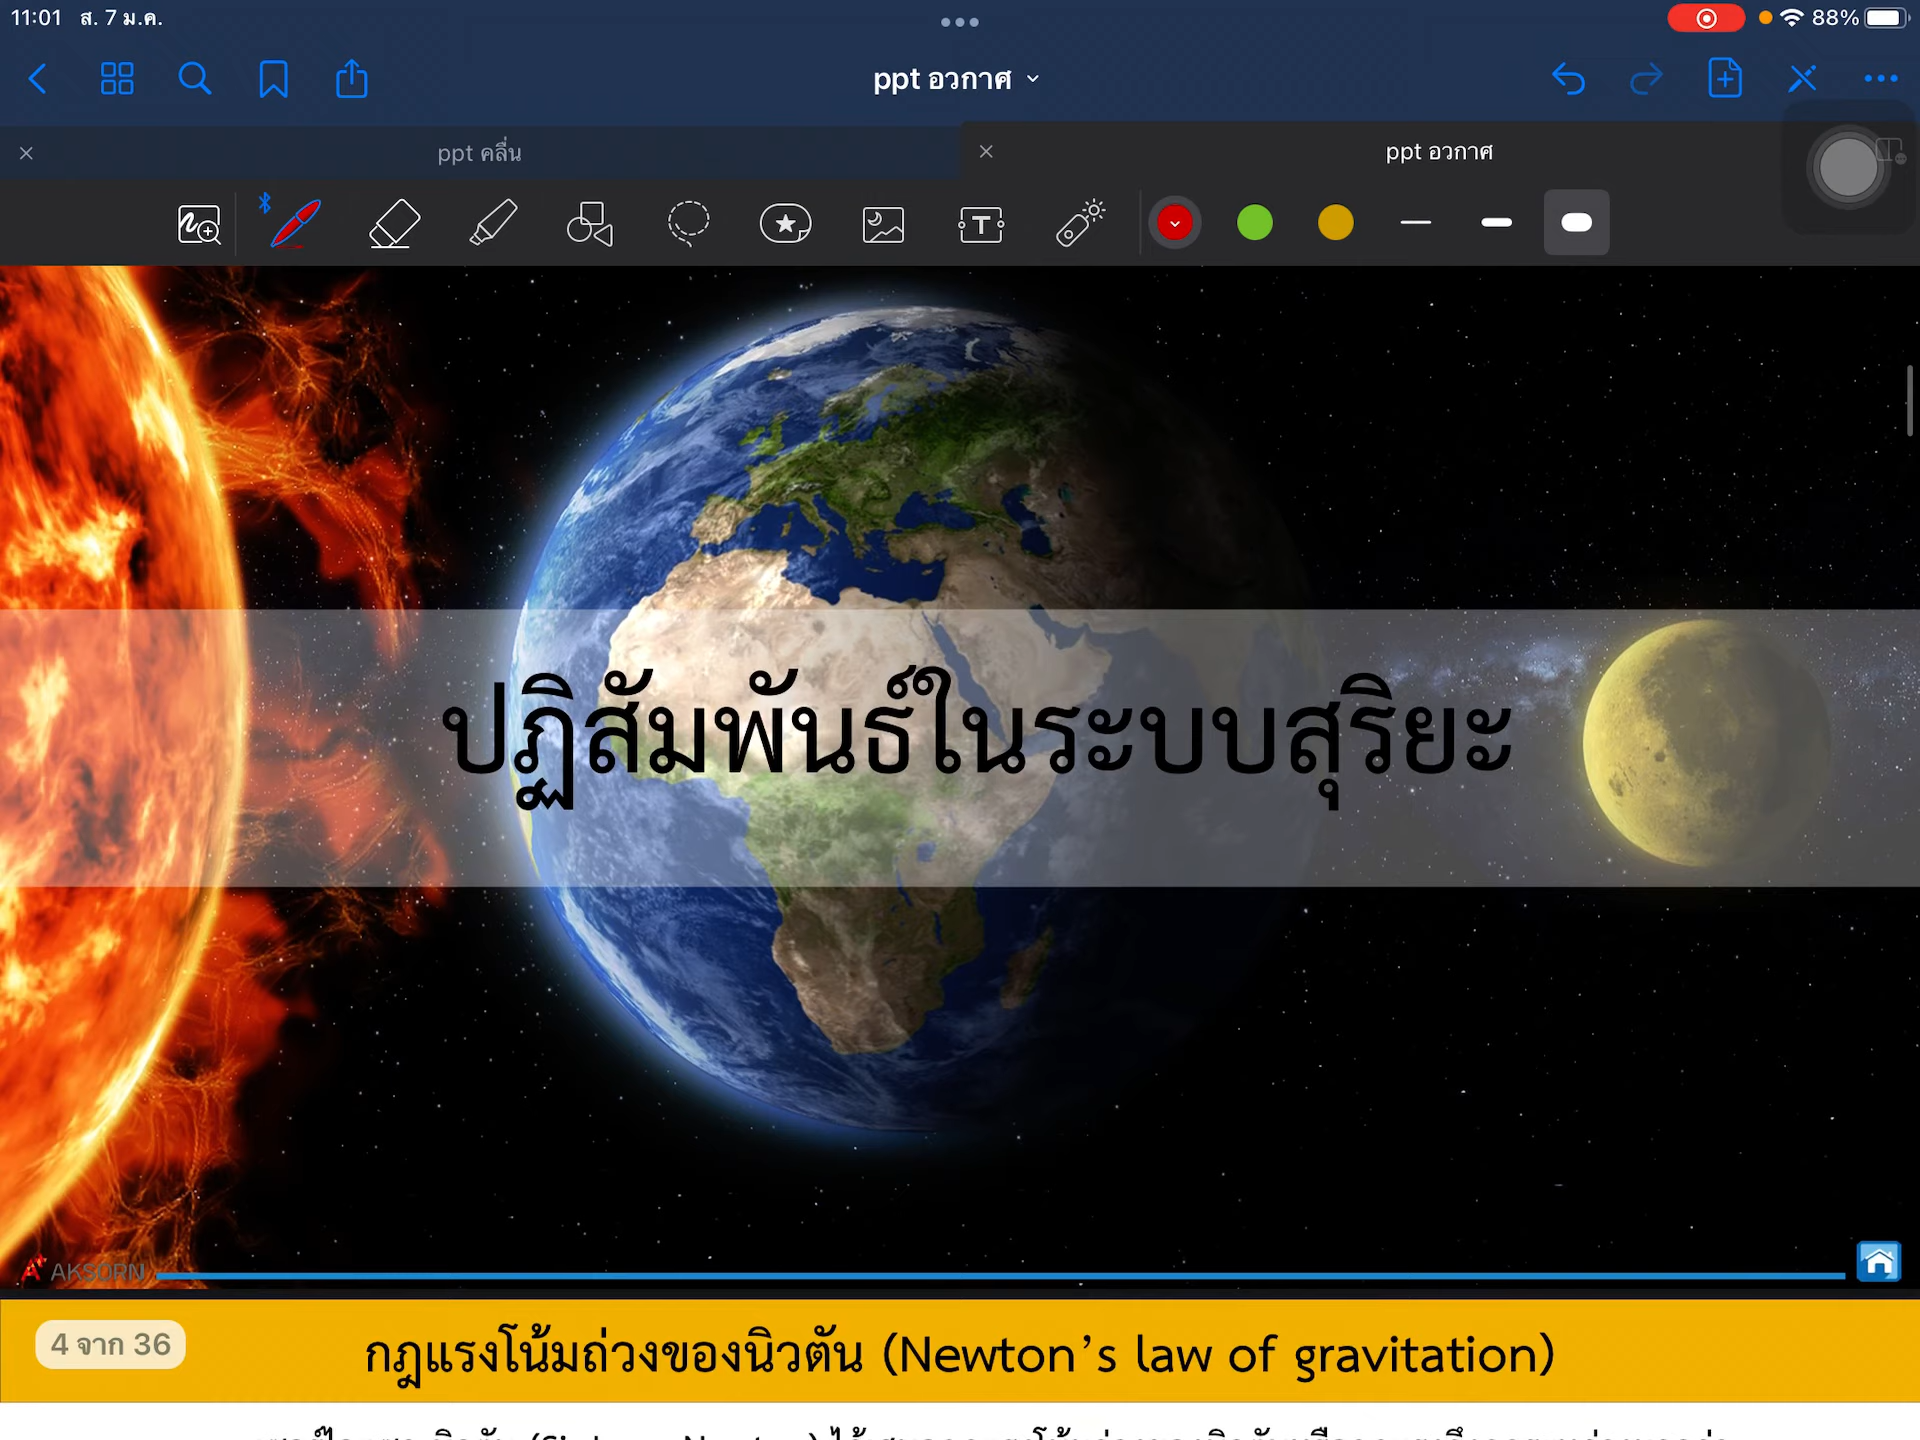 11:01 ส. 7 ม.ค.
88%
ppt อวกาศ
ppt คลื่น
ppt อวกาศ
T
ปฏิสัมพันธ์ในระบบสุริยะ
AKSORN
4 จาก 36
กฎแรงโน้มถ่วงของนิวตัน (Newton's law of gravitation)